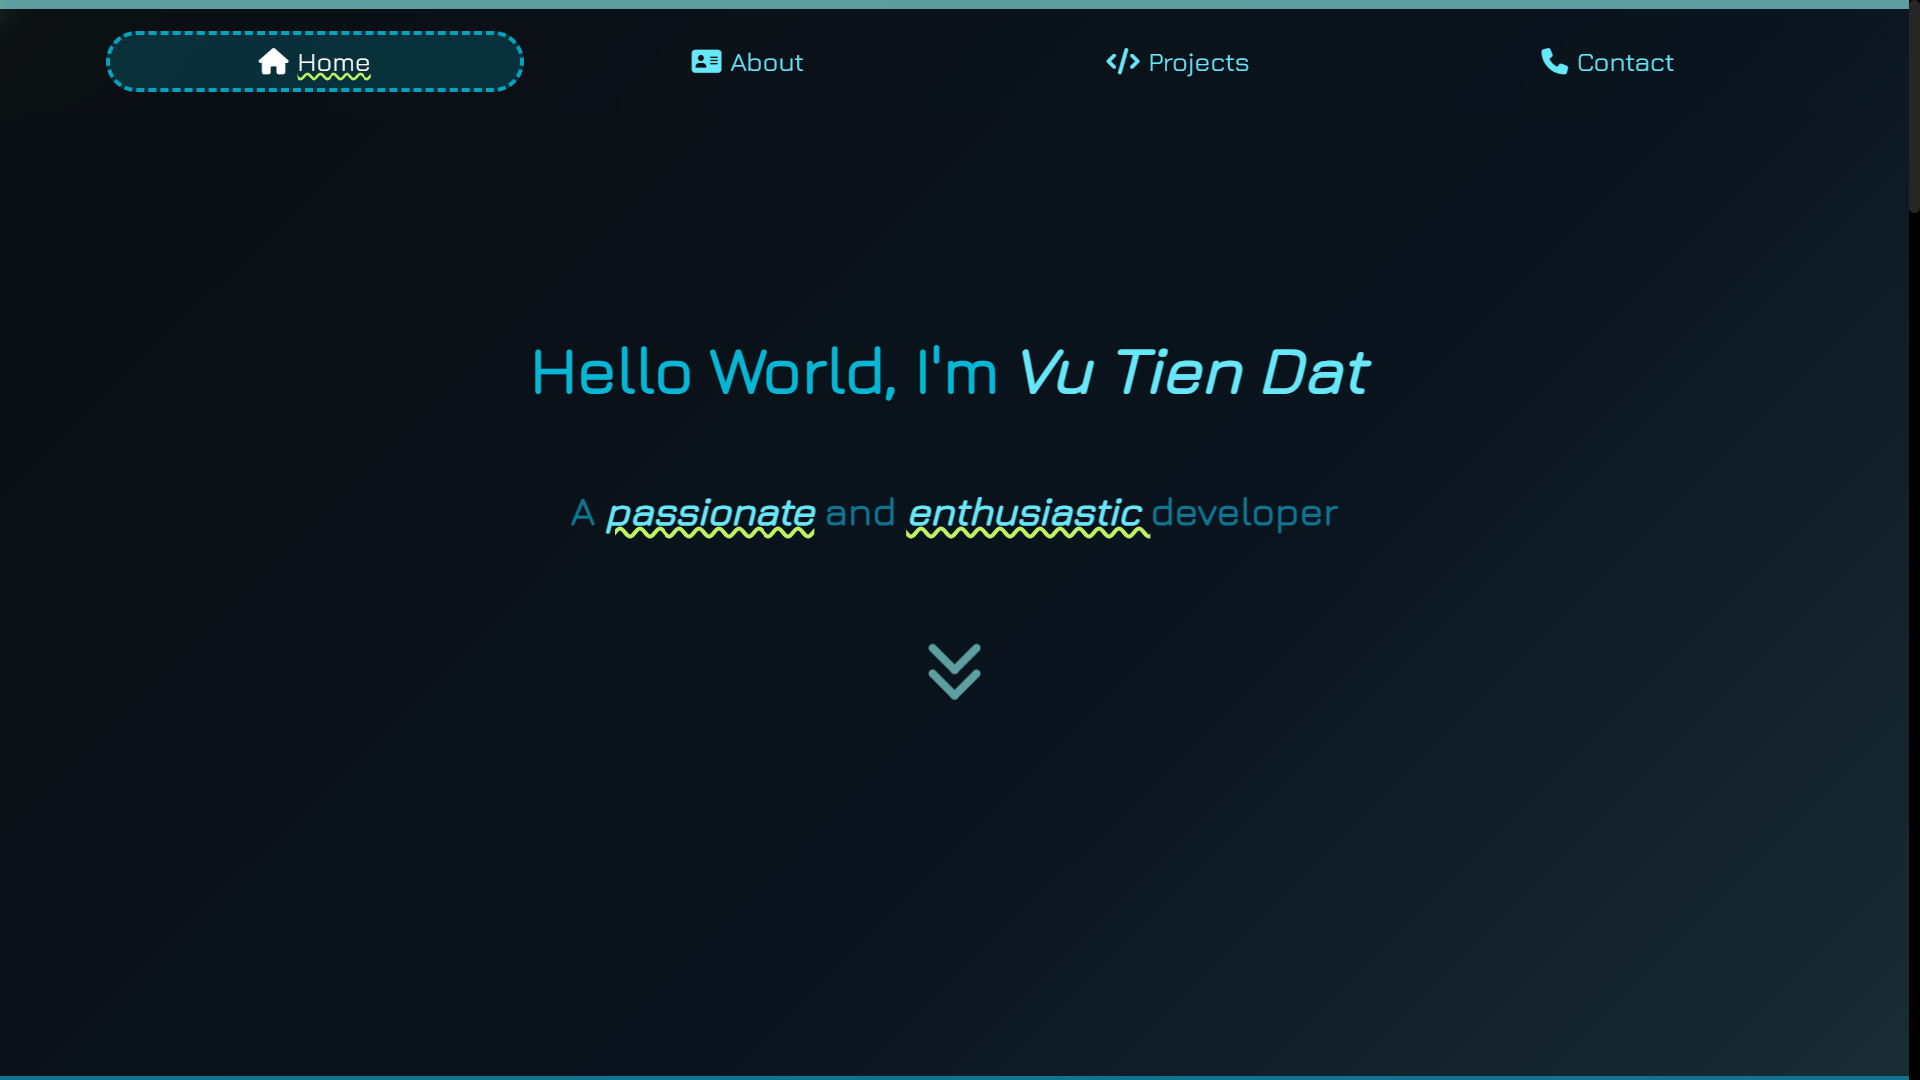 Home
About
Projects
Contact
Hello World, I'm Vu Tien Dat
A passionate and enthusiastic developer